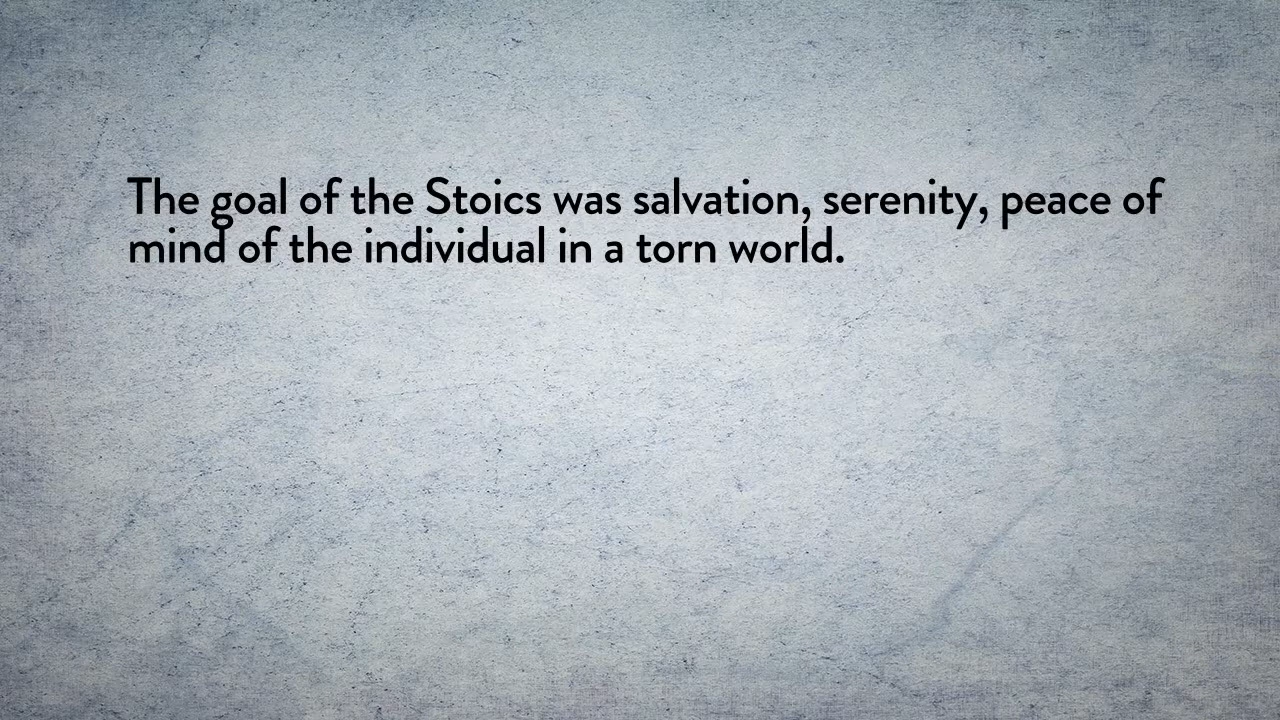 The goal of the Stoics was salvation, serenity, peace of
mind of the individual in a torn world.